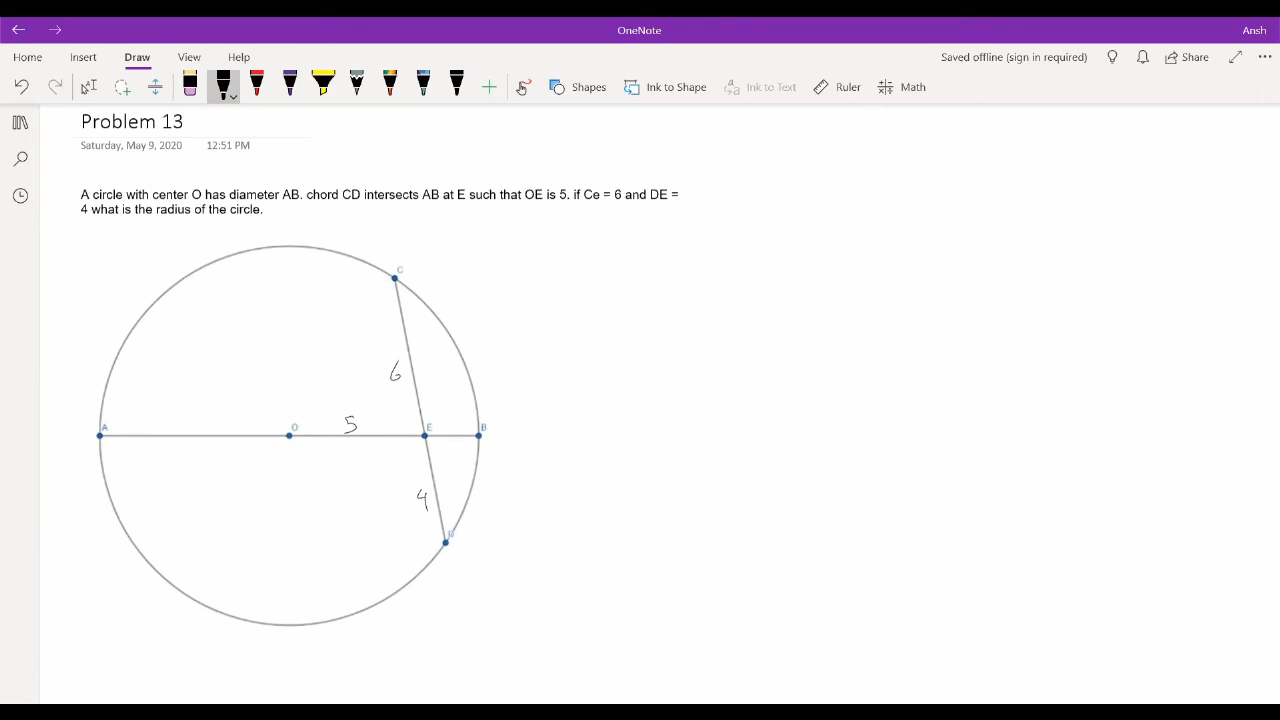 OneNote
Ansh
Home Insert Draw View Help
Saved offline (sign in required) Share
Shapes Ink to Shape Ink to Text Ruler Math
Problem 13
Saturday, May 9, 2020 12:51 PM
A circle with center O has diameter AB. chord CD intersects AB at E such that OE is 5. if Ce = 6 and DE =
4 what is the radius of the circle.
C
6
5
A O E B
4
D